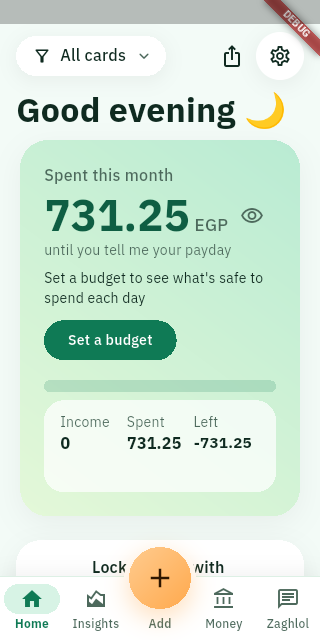 DEBUG
All cards
Good evening 🌙
Spent this month
731.25 EGP
until you tell me your payday
Set a budget to see what's safe to
spend each day
Set a budget
Income Spent Left
0 731.25 -731.25
Lock with
Home Insights Add Money Zaghlol